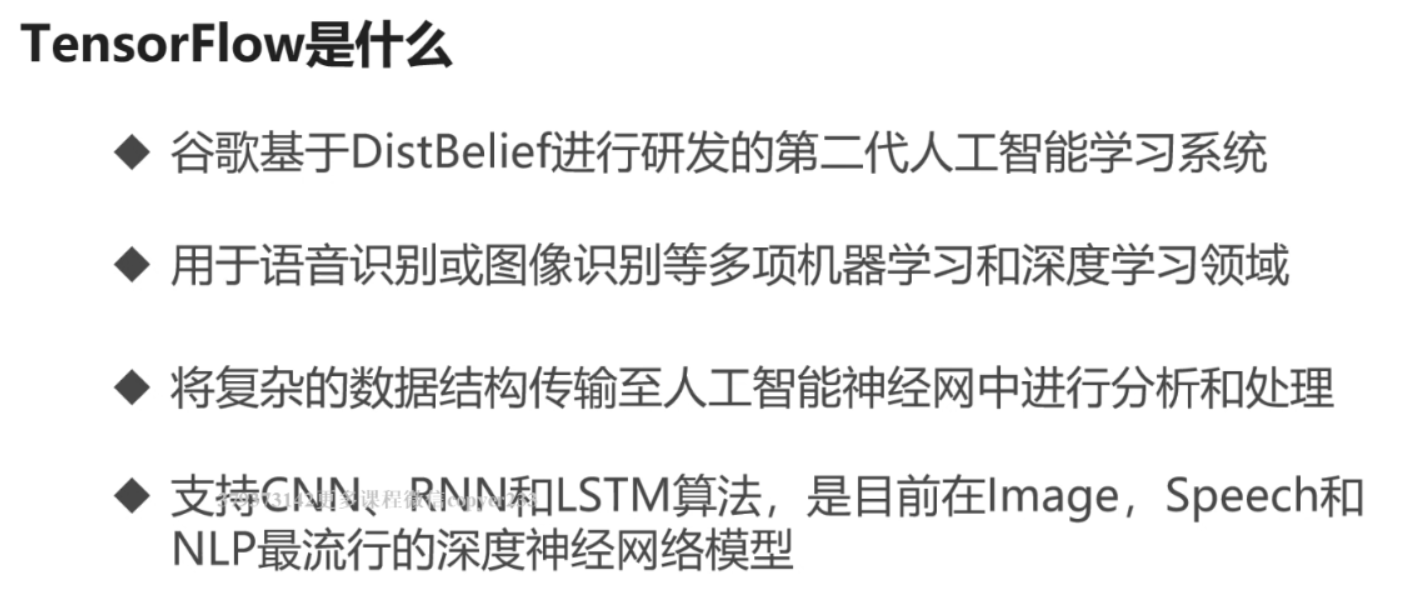 TensorFlow是什么
◆ 谷歌基于DistBelief进行研发的第二代人工智能学习系统
◆ 用于语音识别或图像识别等多项机器学习和深度学习领域
◆ 将复杂的数据结构传输至人工智能神经网中进行分析和处理
◆ 支持CNN、RNN和LSTM算法，是目前在Image，Speech和
NLP最流行的深度神经网络模型